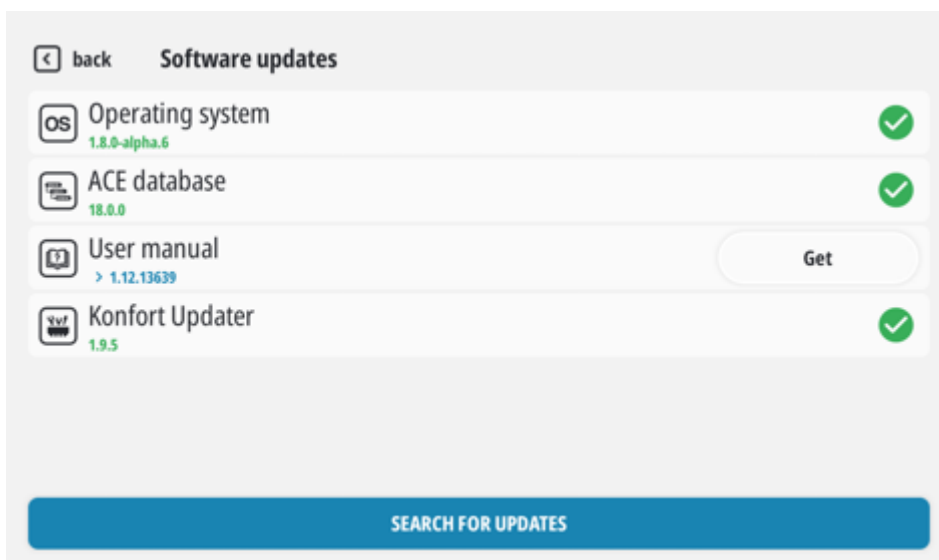 back Software updates
OS Operating system
1.8.0-alpha.6
ACE database
18.0.0
User manual
> 1.12.13639
Get
Konfort Updater
1.9.5
SEARCH FOR UPDATES